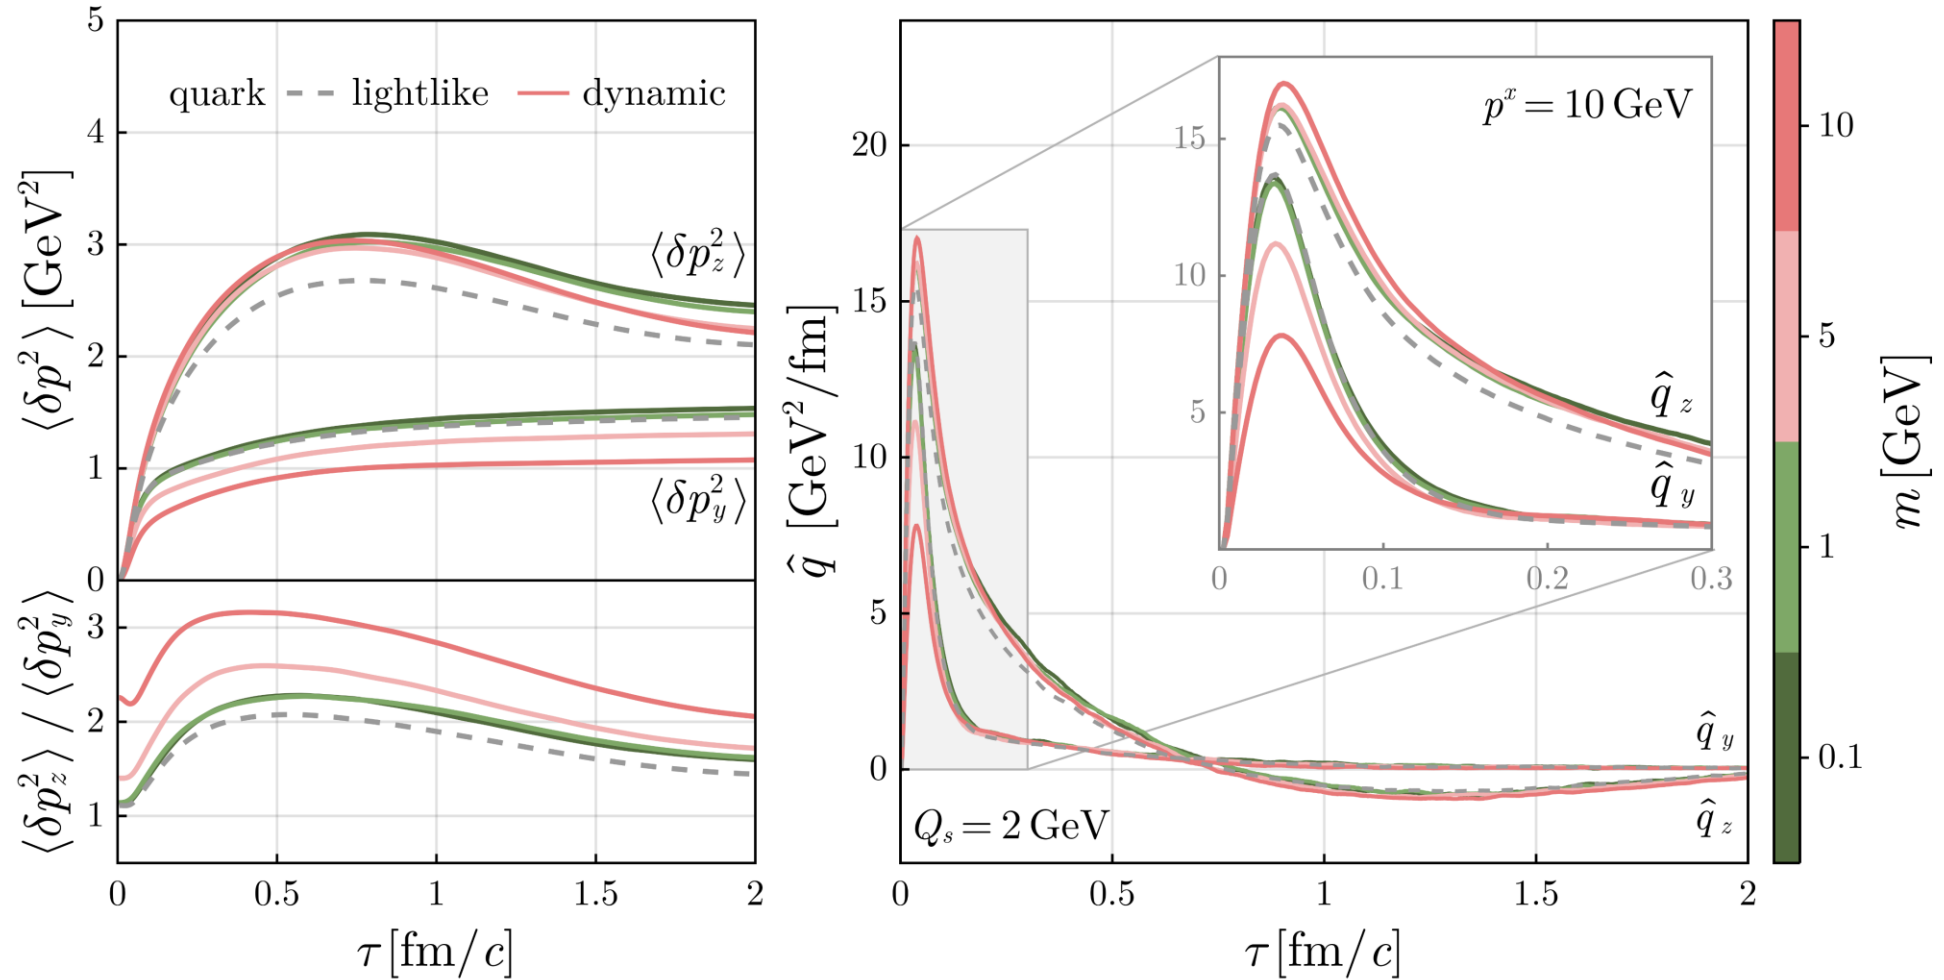 5
4
3
2
1
0
quark lightlike dynamic
⟨δp²⟩ [GeV²]
⟨δp_z²⟩
⟨δp_y²⟩
3
2
1
⟨δp_z²⟩ / ⟨δp_y²⟩
0 0.5 1 1.5 2
τ [fm/c]
20
15
10
5
0
q̂ [GeV²/fm]
p^x = 10 GeV
15
10
5
q̂_z
q̂_y
0 0.1 0.2 0.3
q̂_y
q̂_z
Q_s = 2 GeV
0 0.5 1 1.5 2
τ [fm/c]
10
5
1
0.1
m [GeV]